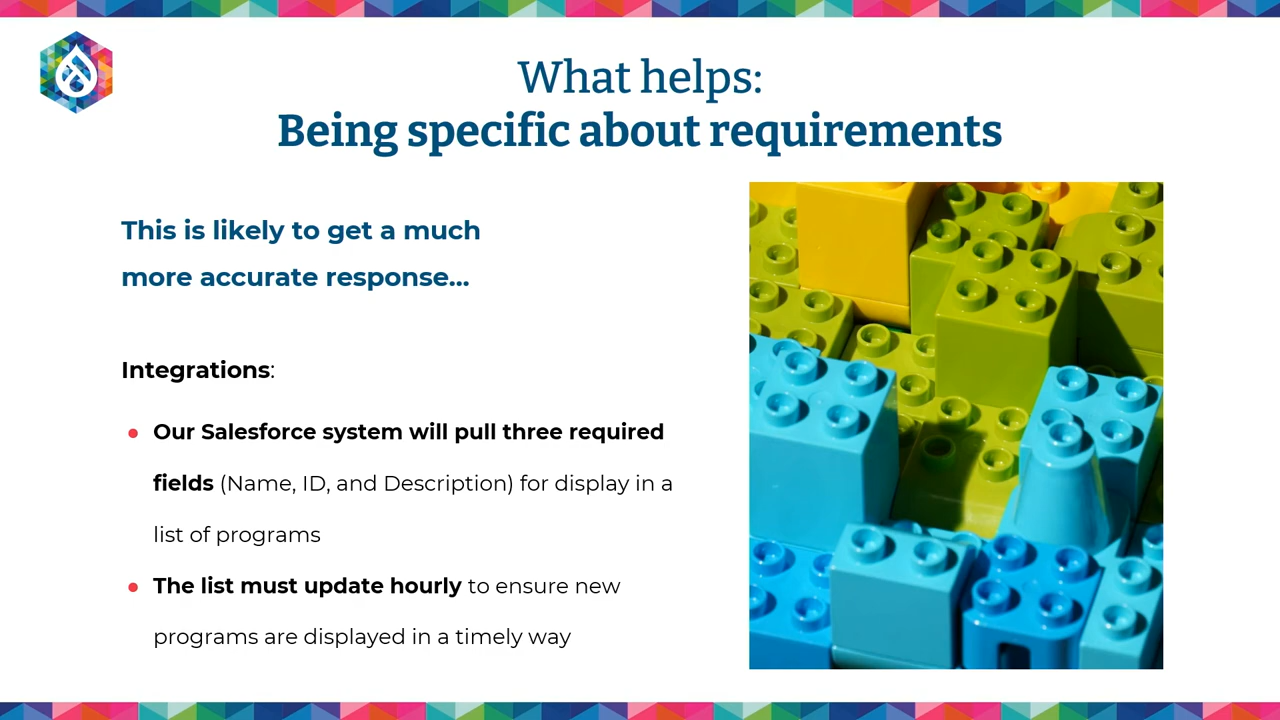 What helps:
Being specific about requirements
This is likely to get a much
more accurate response...
Integrations:
● Our Salesforce system will pull three required
fields (Name, ID, and Description) for display in a
list of programs
● The list must update hourly to ensure new
programs are displayed in a timely way